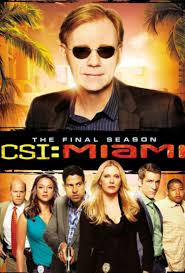 THE FINAL SEASON
CSI: MIAMI